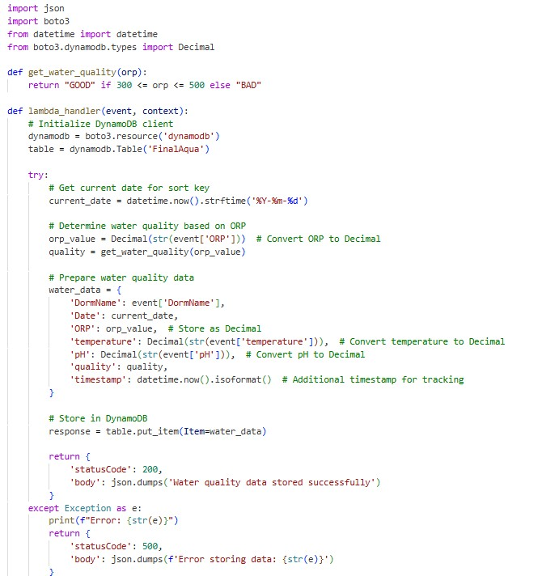 import json
import boto3
from datetime import datetime
from boto3.dynamodb.types import Decimal

def get_water_quality(orp):
    return "GOOD" if 300 <= orp <= 500 else "BAD"

def lambda_handler(event, context):
    # Initialize DynamoDB client
    dynamodb = boto3.resource('dynamodb')
    table = dynamodb.Table('FinalAqua')

    try:
        # Get current date for sort key
        current_date = datetime.now().strftime('%Y-%m-%d')

        # Determine water quality based on ORP
        orp_value = Decimal(str(event['ORP']))  # Convert ORP to Decimal
        quality = get_water_quality(orp_value)

        # Prepare water quality data
        water_data = {
            'DormName': event['DormName'],
            'Date': current_date,
            'ORP': orp_value,  # Store as Decimal
            'temperature': Decimal(str(event['temperature'])),  # Convert temperature to Decimal
            'pH': Decimal(str(event['pH'])),  # Convert pH to Decimal
            'quality': quality,
            'timestamp': datetime.now().isoformat()  # Additional timestamp for tracking
        }

        # Store in DynamoDB
        response = table.put_item(Item=water_data)

        return {
            'statusCode': 200,
            'body': json.dumps('Water quality data stored successfully')
        }
    except Exception as e:
        print(f"Error: {str(e)}")
        return {
            'statusCode': 500,
            'body': json.dumps(f'Error storing data: {str(e)}')
        }